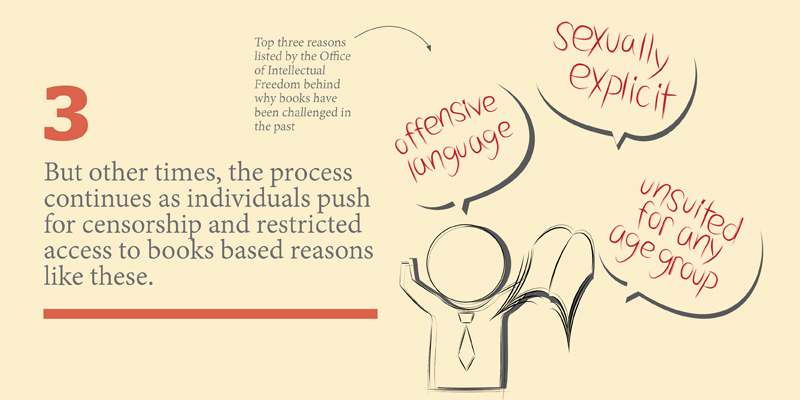 Top three reasons
listed by the Office
of Intellectual
Freedom behind
why books have
been challenged in
the past
3
But other times, the process
continues as individuals push
for censorship and restricted
access to books based reasons
like these.
offensive
language
sexually
explicit
unsuited
for any
age group